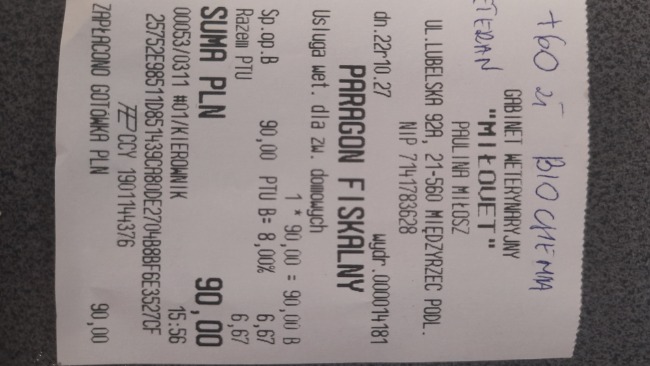 +60 zł BIOCHEMIA
VETERAN
GABINET WETERYNARYJNY
"MIŁOVET"
PAULINA MIŁOSZ
UL.LUBELSKA 92A, 21-560 MIĘDZYRZEC PODL.
NIP 7141783628
dn.22r10.27 wydr.000014181
PARAGON FISKALNY
Usługa wet. dla zw. domowych
1 * 90,00 = 90,00 B
Sp.op.B 90,00 PTU B= 8,00% 6,67
Razem PTU 6,67
SUMA PLN 90,00
00053/0311 #01/KIEROWNIK 15:56
CCY 1901144376
ZAPŁACONO GOTÓWKA PLN 90,00